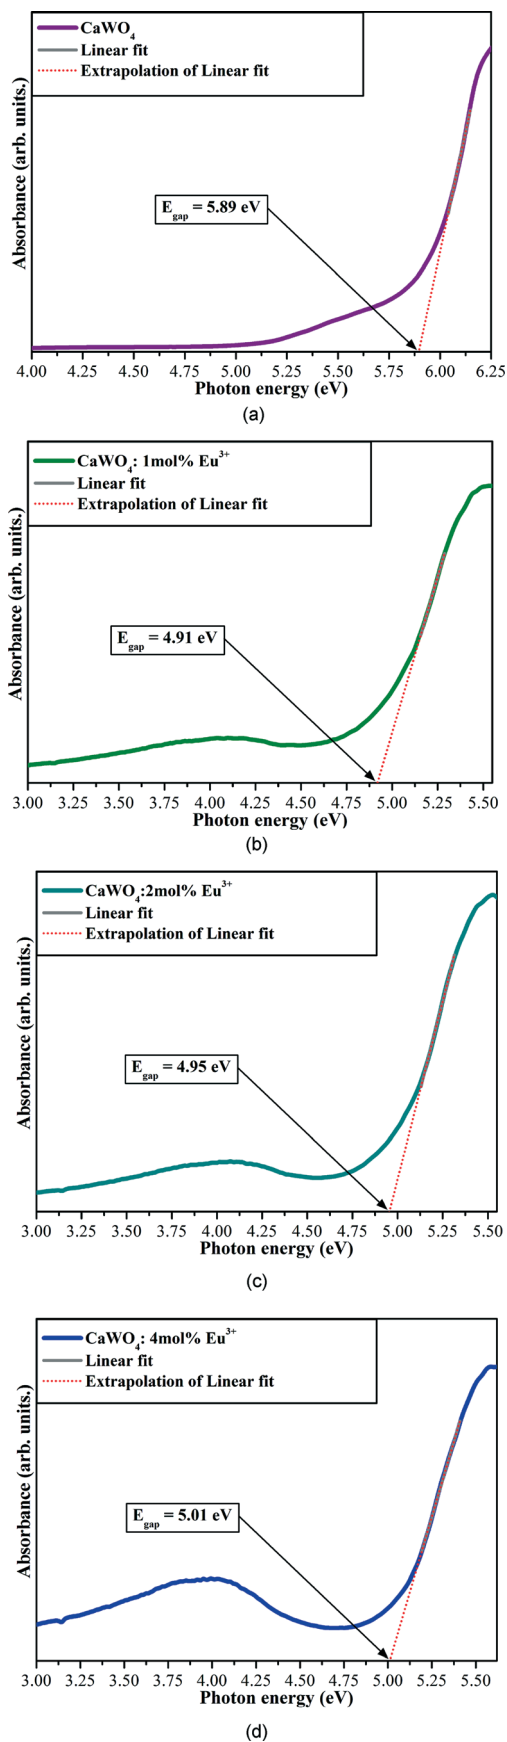 CaWO4
Linear fit
Extrapolation of Linear fit
Absorbance (arb. units.)
Egap = 5.89 eV
4.00 4.25 4.50 4.75 5.00 5.25 5.50 5.75 6.00 6.25
Photon energy (eV)
(a)
CaWO4: 1mol% Eu3+
Linear fit
Extrapolation of Linear fit
Absorbance (arb. units.)
Egap = 4.91 eV
3.00 3.25 3.50 3.75 4.00 4.25 4.50 4.75 5.00 5.25 5.50
Photon energy (eV)
(b)
CaWO4:2mol% Eu3+
Linear fit
Extrapolation of Linear fit
Absorbance (arb. units.)
Egap = 4.95 eV
3.00 3.25 3.50 3.75 4.00 4.25 4.50 4.75 5.00 5.25 5.50
Photon energy (eV)
(c)
CaWO4: 4mol% Eu3+
Linear fit
Extrapolation of Linear fit
Absorbance (arb. units.)
Egap = 5.01 eV
3.00 3.25 3.50 3.75 4.00 4.25 4.50 4.75 5.00 5.25 5.50
Photon energy (eV)
(d)